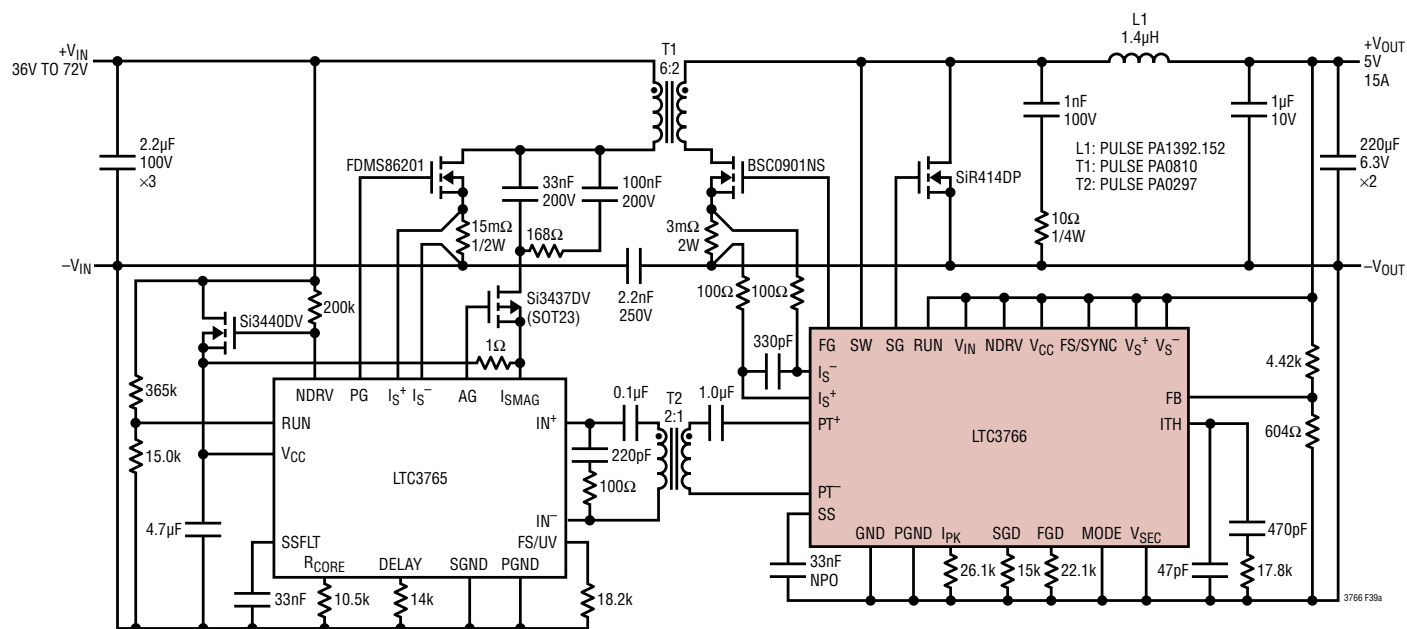 +VIN
36V TO 72V
2.2µF
100V
×3
T1
6:2
L1
1.4µH
+VOUT
5V
15A
FDMS86201
33nF
200V
100nF
200V
BSC0901NS
SiR414DP
1nF
100V
1µF
10V
L1: PULSE PA1392.152
T1: PULSE PA0810
T2: PULSE PA0297
220µF
6.3V
×2
15mΩ
1/2W
168Ω
3mΩ
2W
10Ω
1/4W
–VIN
–VOUT
2.2nF
250V
100Ω
100Ω
Si3440DV
200k
Si3437DV
(SOT23)
1Ω
330pF
365k
15.0k
4.7µF
NDRV
PG
IS+
IS–
AG
ISMAG
RUN
VCC
LTC3765
IN+
IN–
FS/UV
SSFLT
RCORE
DELAY
SGND
PGND
33nF
10.5k
14k
18.2k
0.1µF
T2
2:1
1.0µF
220pF
100Ω
FG
SW
SG
RUN
VIN
NDRV
VCC
FS/SYNC
VS+
VS–
IS–
IS+
PT+
LTC3766
FB
ITH
PT–
SS
GND
PGND
IPK
SGD
FGD
MODE
VSEC
4.42k
604Ω
33nF
NPO
26.1k
15k
22.1k
47pF
470pF
17.8k
3766 F39a